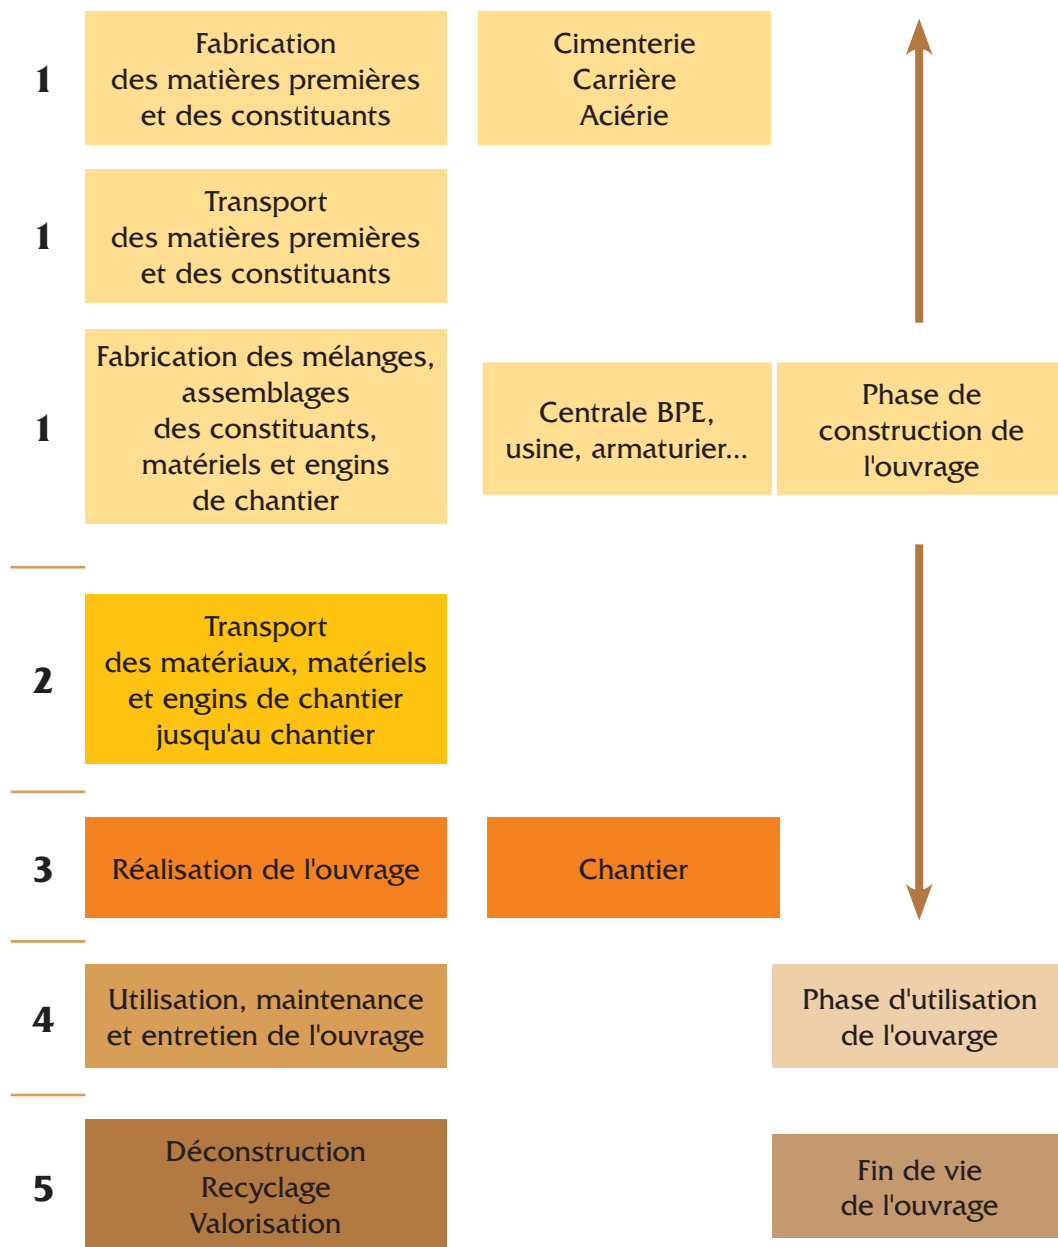 1
Fabrication
des matières premières
et des constituants
Cimenterie
Carrière
Aciérie
1
Transport
des matières premières
et des constituants
1
Fabrication des mélanges,
assemblages
des constituants,
matériels et engins
de chantier
Centrale BPE,
usine, armaturier...
Phase de
construction de
l'ouvrage
2
Transport
des matériaux, matériels
et engins de chantier
jusqu'au chantier
3
Réalisation de l'ouvrage
Chantier
4
Utilisation, maintenance
et entretien de l'ouvrage
Phase d'utilisation
de l'ouvarge
5
Déconstruction
Recyclage
Valorisation
Fin de vie
de l'ouvrage